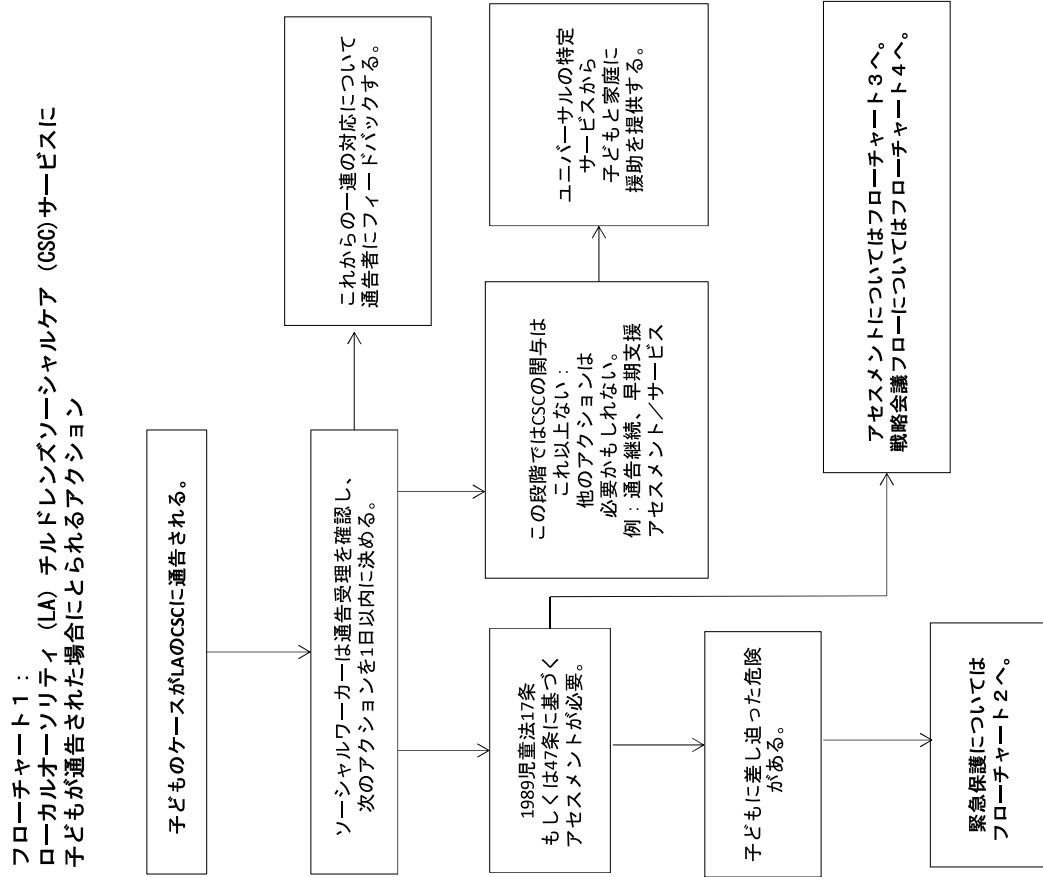 フローチャート１：
ローカルオーソリティ（LA）チルドレンズソーシャルケア（CSC)サービスに
子どもが通告された場合にとられるアクション
子どものケースがLAのCSCに通告される。
ソーシャルワーカーは通告受理を確認し、
次のアクションを1日以内に決める。
これからの一連の対応について
通告者にフィードバックする。
1989児童法17条
もしくは47条に基づく
アセスメントが必要。
この段階ではCSCの関与は
これ以上ない：
他のアクションは
必要かもしれない。
例：通告継続、早期支援
アセスメント／サービス
ユニバーサルの特定
サービスから
子どもと家庭に
援助を提供する。
子どもに差し迫った危険
がある。
アセスメントについてはフローチャート３へ。
戦略会議フローについてはフローチャート４へ。
緊急保護については
フローチャート２へ。